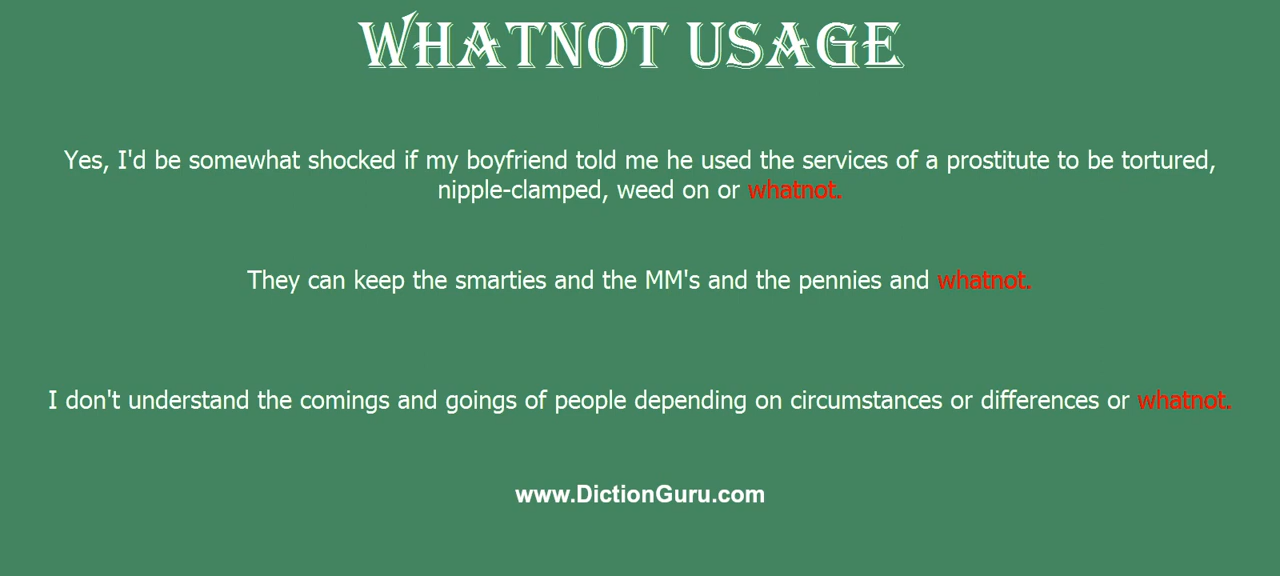 WHATNOT USAGE
Yes, I'd be somewhat shocked if my boyfriend told me he used the services of a prostitute to be tortured,
nipple-clamped, weed on or whatnot.
They can keep the smarties and the MM's and the pennies and whatnot.
I don't understand the comings and goings of people depending on circumstances or differences or whatnot.
www.DictionGuru.com